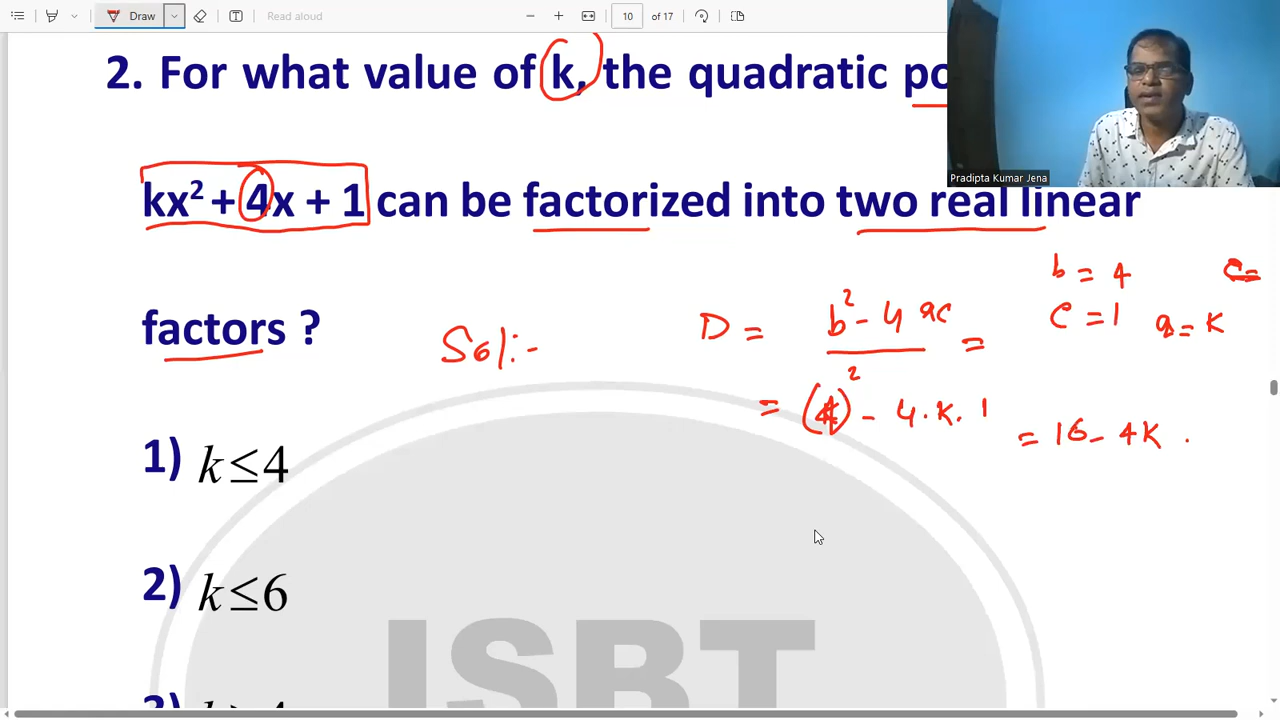 Draw
Read aloud
10 of 17
2. For what value of k, the quadratic po
Pradipta Kumar Jena
kx² + 4x + 1 can be factorized into two real linear
factors ?
Sol:-
D = b² - 4 ac =
b = 4
c =
c = 1 a = k
= (4)² - 4·k·1
= 16 - 4k .
1) k≤4
2) k≤6
ISBT